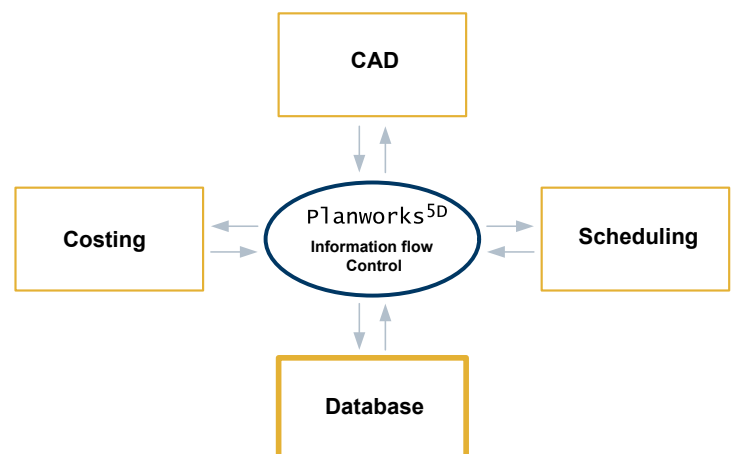 CAD
Costing
Planworks5D
Information flow
Control
Scheduling
Database